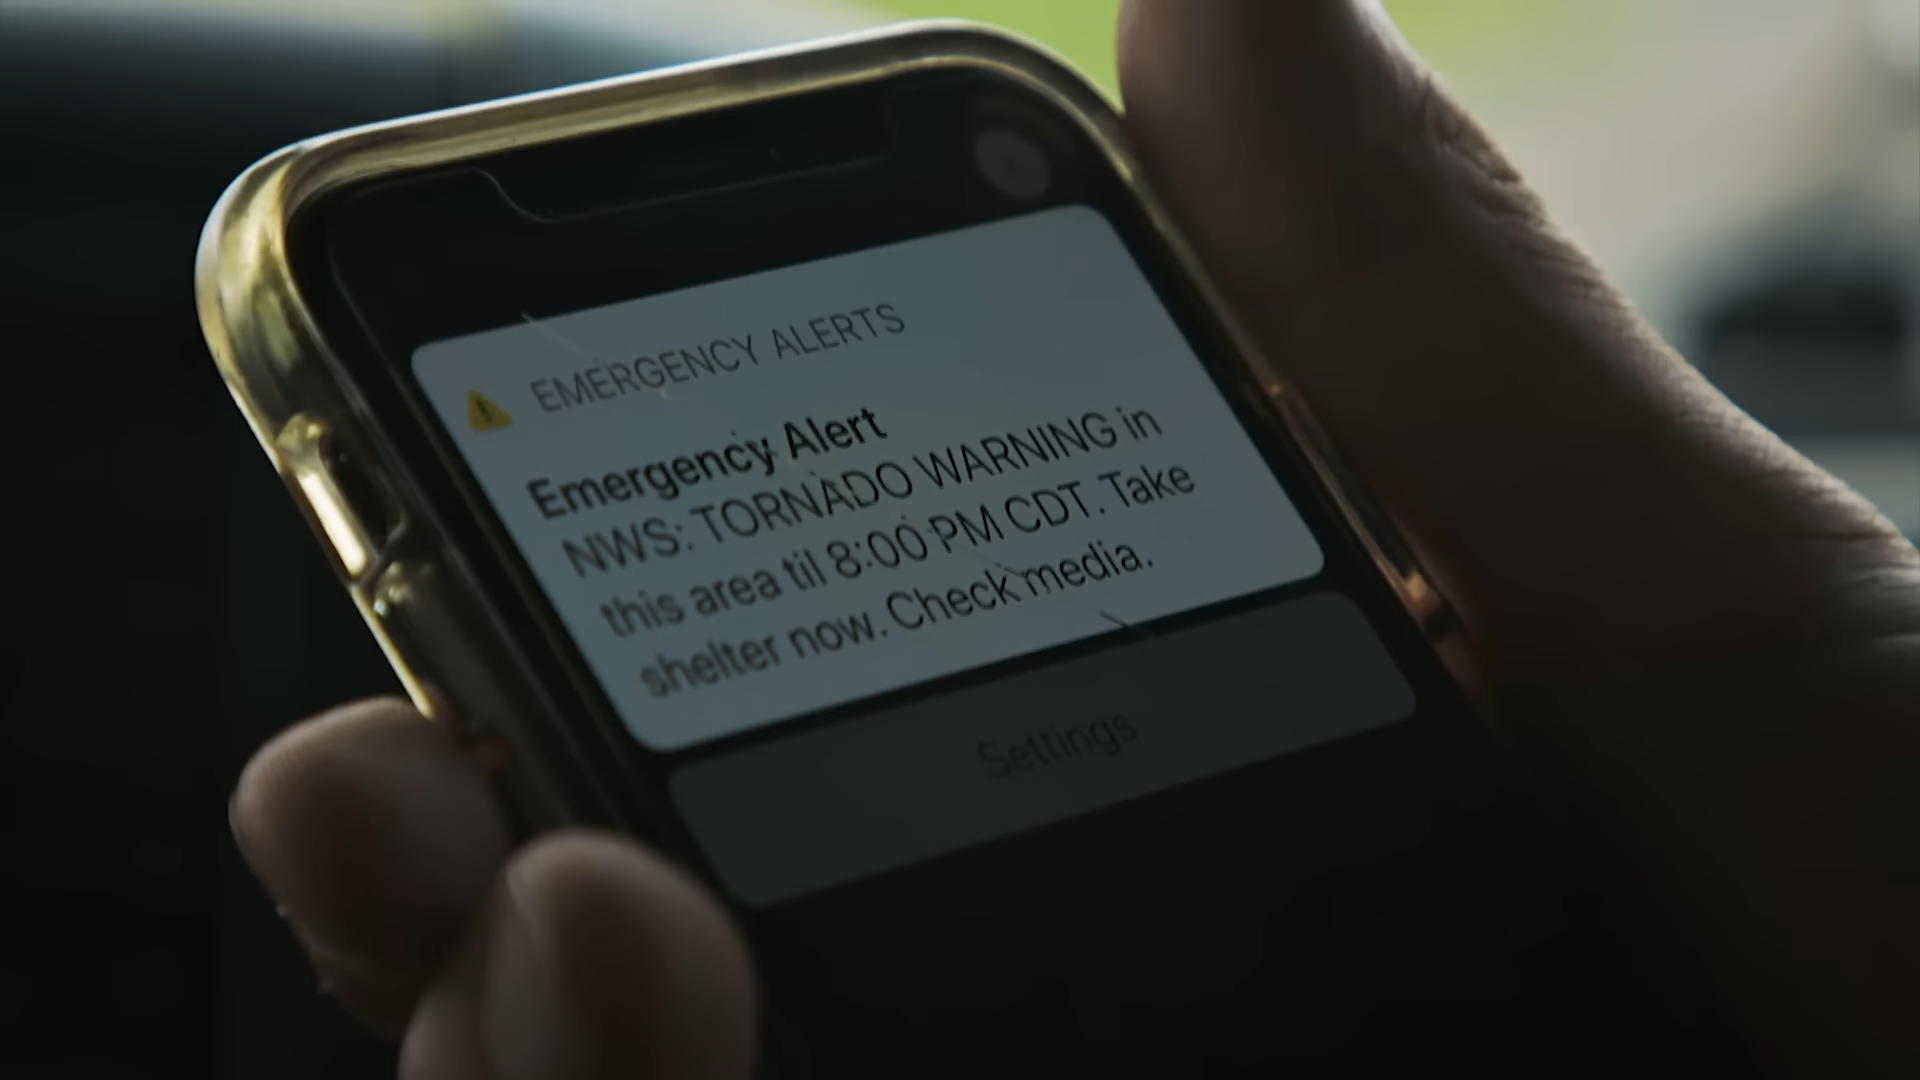 EMERGENCY ALERTS
Emergency Alert
NWS: TORNADO WARNING in
this area til 8:00 PM CDT. Take
shelter now. Check media.
Settings